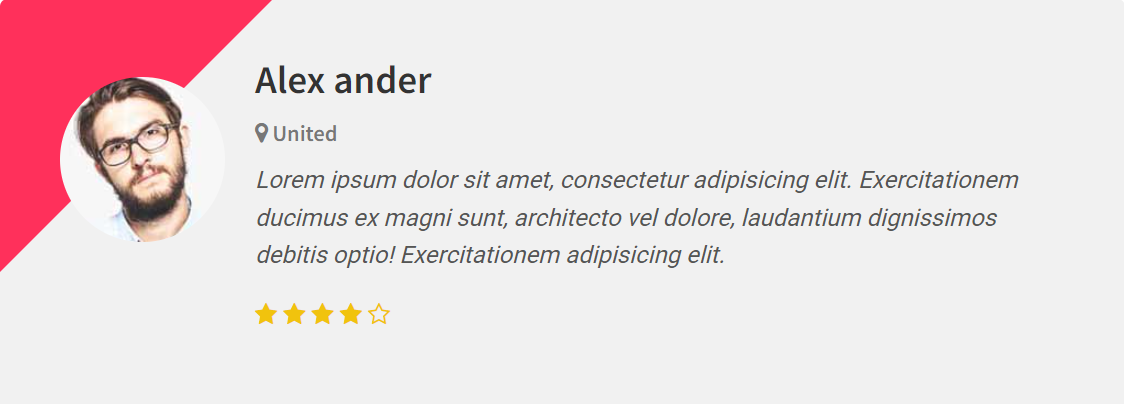 Alex ander
United
Lorem ipsum dolor sit amet, consectetur adipisicing elit. Exercitationem
ducimus ex magni sunt, architecto vel dolore, laudantium dignissimos
debitis optio! Exercitationem adipisicing elit.